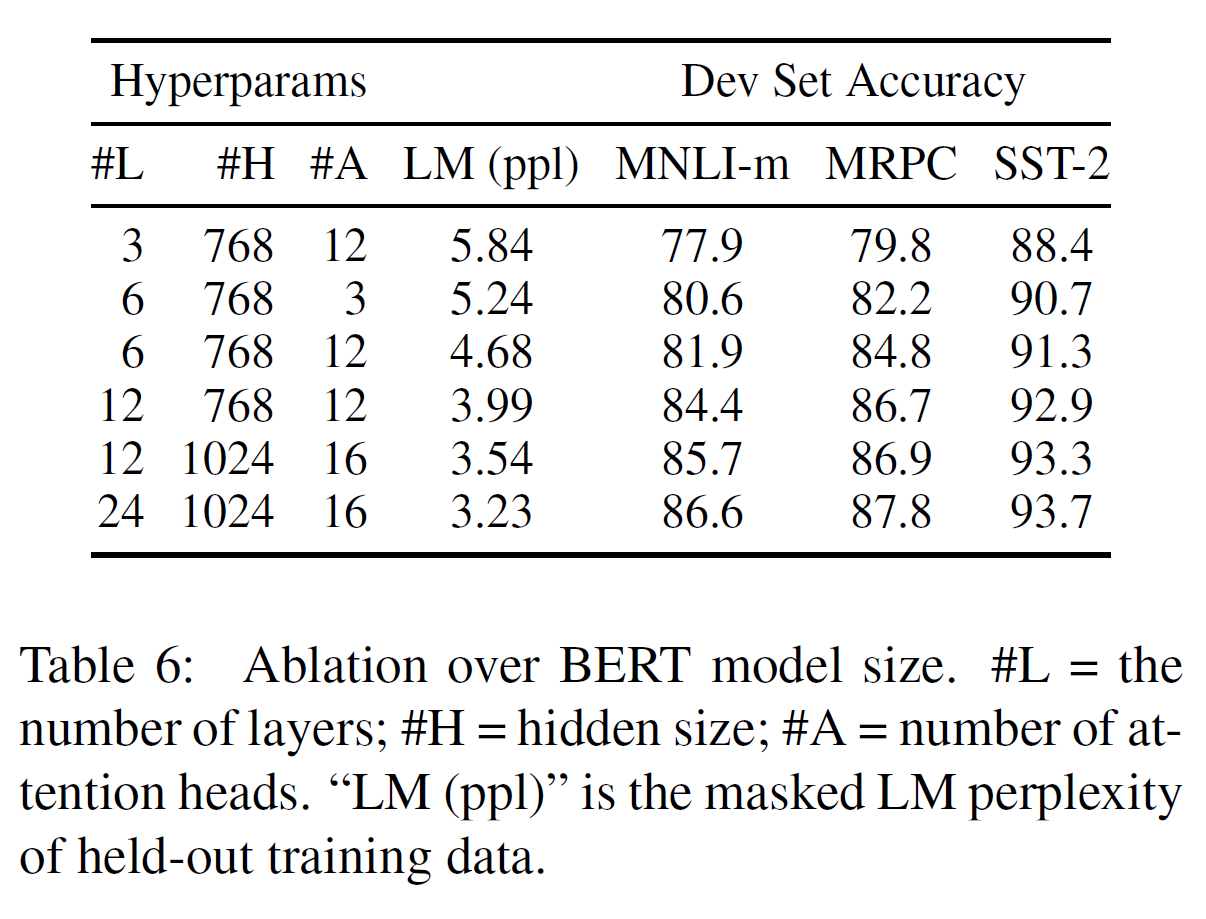 Hyperparams Dev Set Accuracy
#L #H #A LM (ppl) MNLI-m MRPC SST-2
3 768 12 5.84 77.9 79.8 88.4
6 768 3 5.24 80.6 82.2 90.7
6 768 12 4.68 81.9 84.8 91.3
12 768 12 3.99 84.4 86.7 92.9
12 1024 16 3.54 85.7 86.9 93.3
24 1024 16 3.23 86.6 87.8 93.7
Table 6: Ablation over BERT model size. #L = the
number of layers; #H = hidden size; #A = number of at-
tention heads. “LM (ppl)” is the masked LM perplexity
of held-out training data.